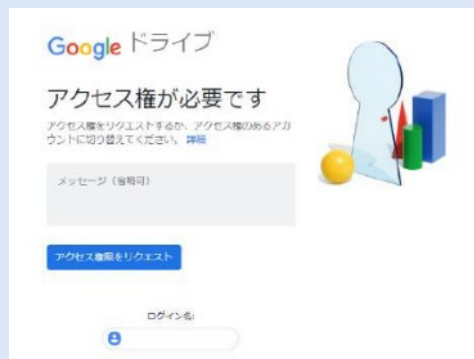 Google ドライブ
アクセス権が必要です
アクセス権をリクエストするか、アクセス権のあるアカ
ウントに切り替えてください。 詳細
メッセージ（省略可）
アクセス権限をリクエスト
ログイン名: